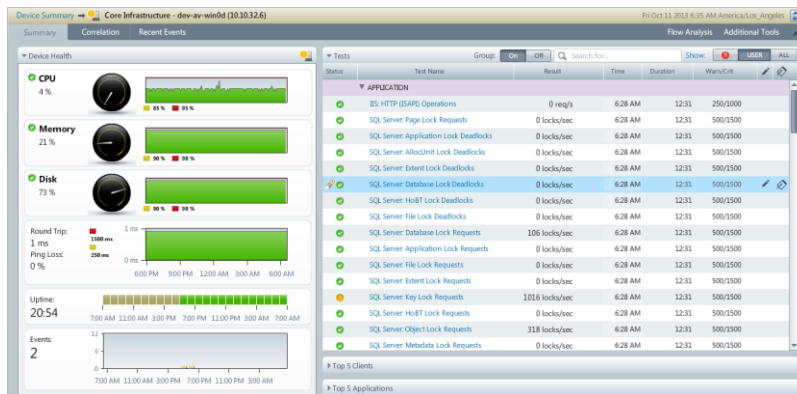 Device Summary Core Infrastructure - dev-av-win0d (10.10.32.6) Fri Oct 11 2013 6:35 AM America/Los_Angeles
Summary Correlation Recent Events Flow Analysis Additional Tools
Device Health
CPU
4 %
85 % 95 %
Memory
21 %
90 % 98 %
Disk
73 %
90 % 98 %
Round Trip:
1 ms
Ping Loss:
0 %
1500 ms
250 ms
1 ms
0 ms
6:00 PM 9:00 PM 12:00 AM 3:00 AM 6:00 AM
Uptime:
20:54
7:00 AM 11:00 AM 3:00 PM 7:00 PM 11:00 PM 3:00 AM 7:00 AM
Events:
2
12
6
0
7:00 AM 11:00 AM 3:00 PM 7:00 PM 11:00 PM 3:00 AM
Tests Group: On Off Search for.. Show: USER ALL
Status Test Name Result Time Duration Warn/Crit
APPLICATION
IIS: HTTP (ISAPI) Operations 0 req/s 6:28 AM 12:31 250/1000
SQL Server: Page Lock Requests 0 locks/sec 6:28 AM 12:31 500/1500
SQL Server: Application Lock Deadlocks 0 locks/sec 6:28 AM 12:31 500/1500
SQL Server: AllocUnit Lock Deadlocks 0 locks/sec 6:28 AM 12:31 500/1500
SQL Server: Extent Lock Deadlocks 0 locks/sec 6:28 AM 12:31 500/1500
SQL Server: Database Lock Deadlocks 0 locks/sec 6:28 AM 12:31 500/1500
SQL Server: HoBT Lock Deadlocks 0 locks/sec 6:28 AM 12:31 500/1500
SQL Server: File Lock Deadlocks 0 locks/sec 6:28 AM 12:31 500/1500
SQL Server: Database Lock Requests 106 locks/sec 6:28 AM 12:31 500/1500
SQL Server: Application Lock Requests 0 locks/sec 6:28 AM 12:31 500/1500
SQL Server: File Lock Requests 0 locks/sec 6:28 AM 12:31 500/1500
SQL Server: Extent Lock Requests 0 locks/sec 6:28 AM 12:31 500/1500
SQL Server: Key Lock Requests 1016 locks/sec 6:28 AM 12:31 500/1500
SQL Server: HoBT Lock Requests 0 locks/sec 6:28 AM 12:31 500/1500
SQL Server: Object Lock Requests 318 locks/sec 6:28 AM 12:31 500/1500
SQL Server: Metadata Lock Requests 0 locks/sec 6:28 AM 12:31 500/1500
Top 5 Clients
Top 5 Applications